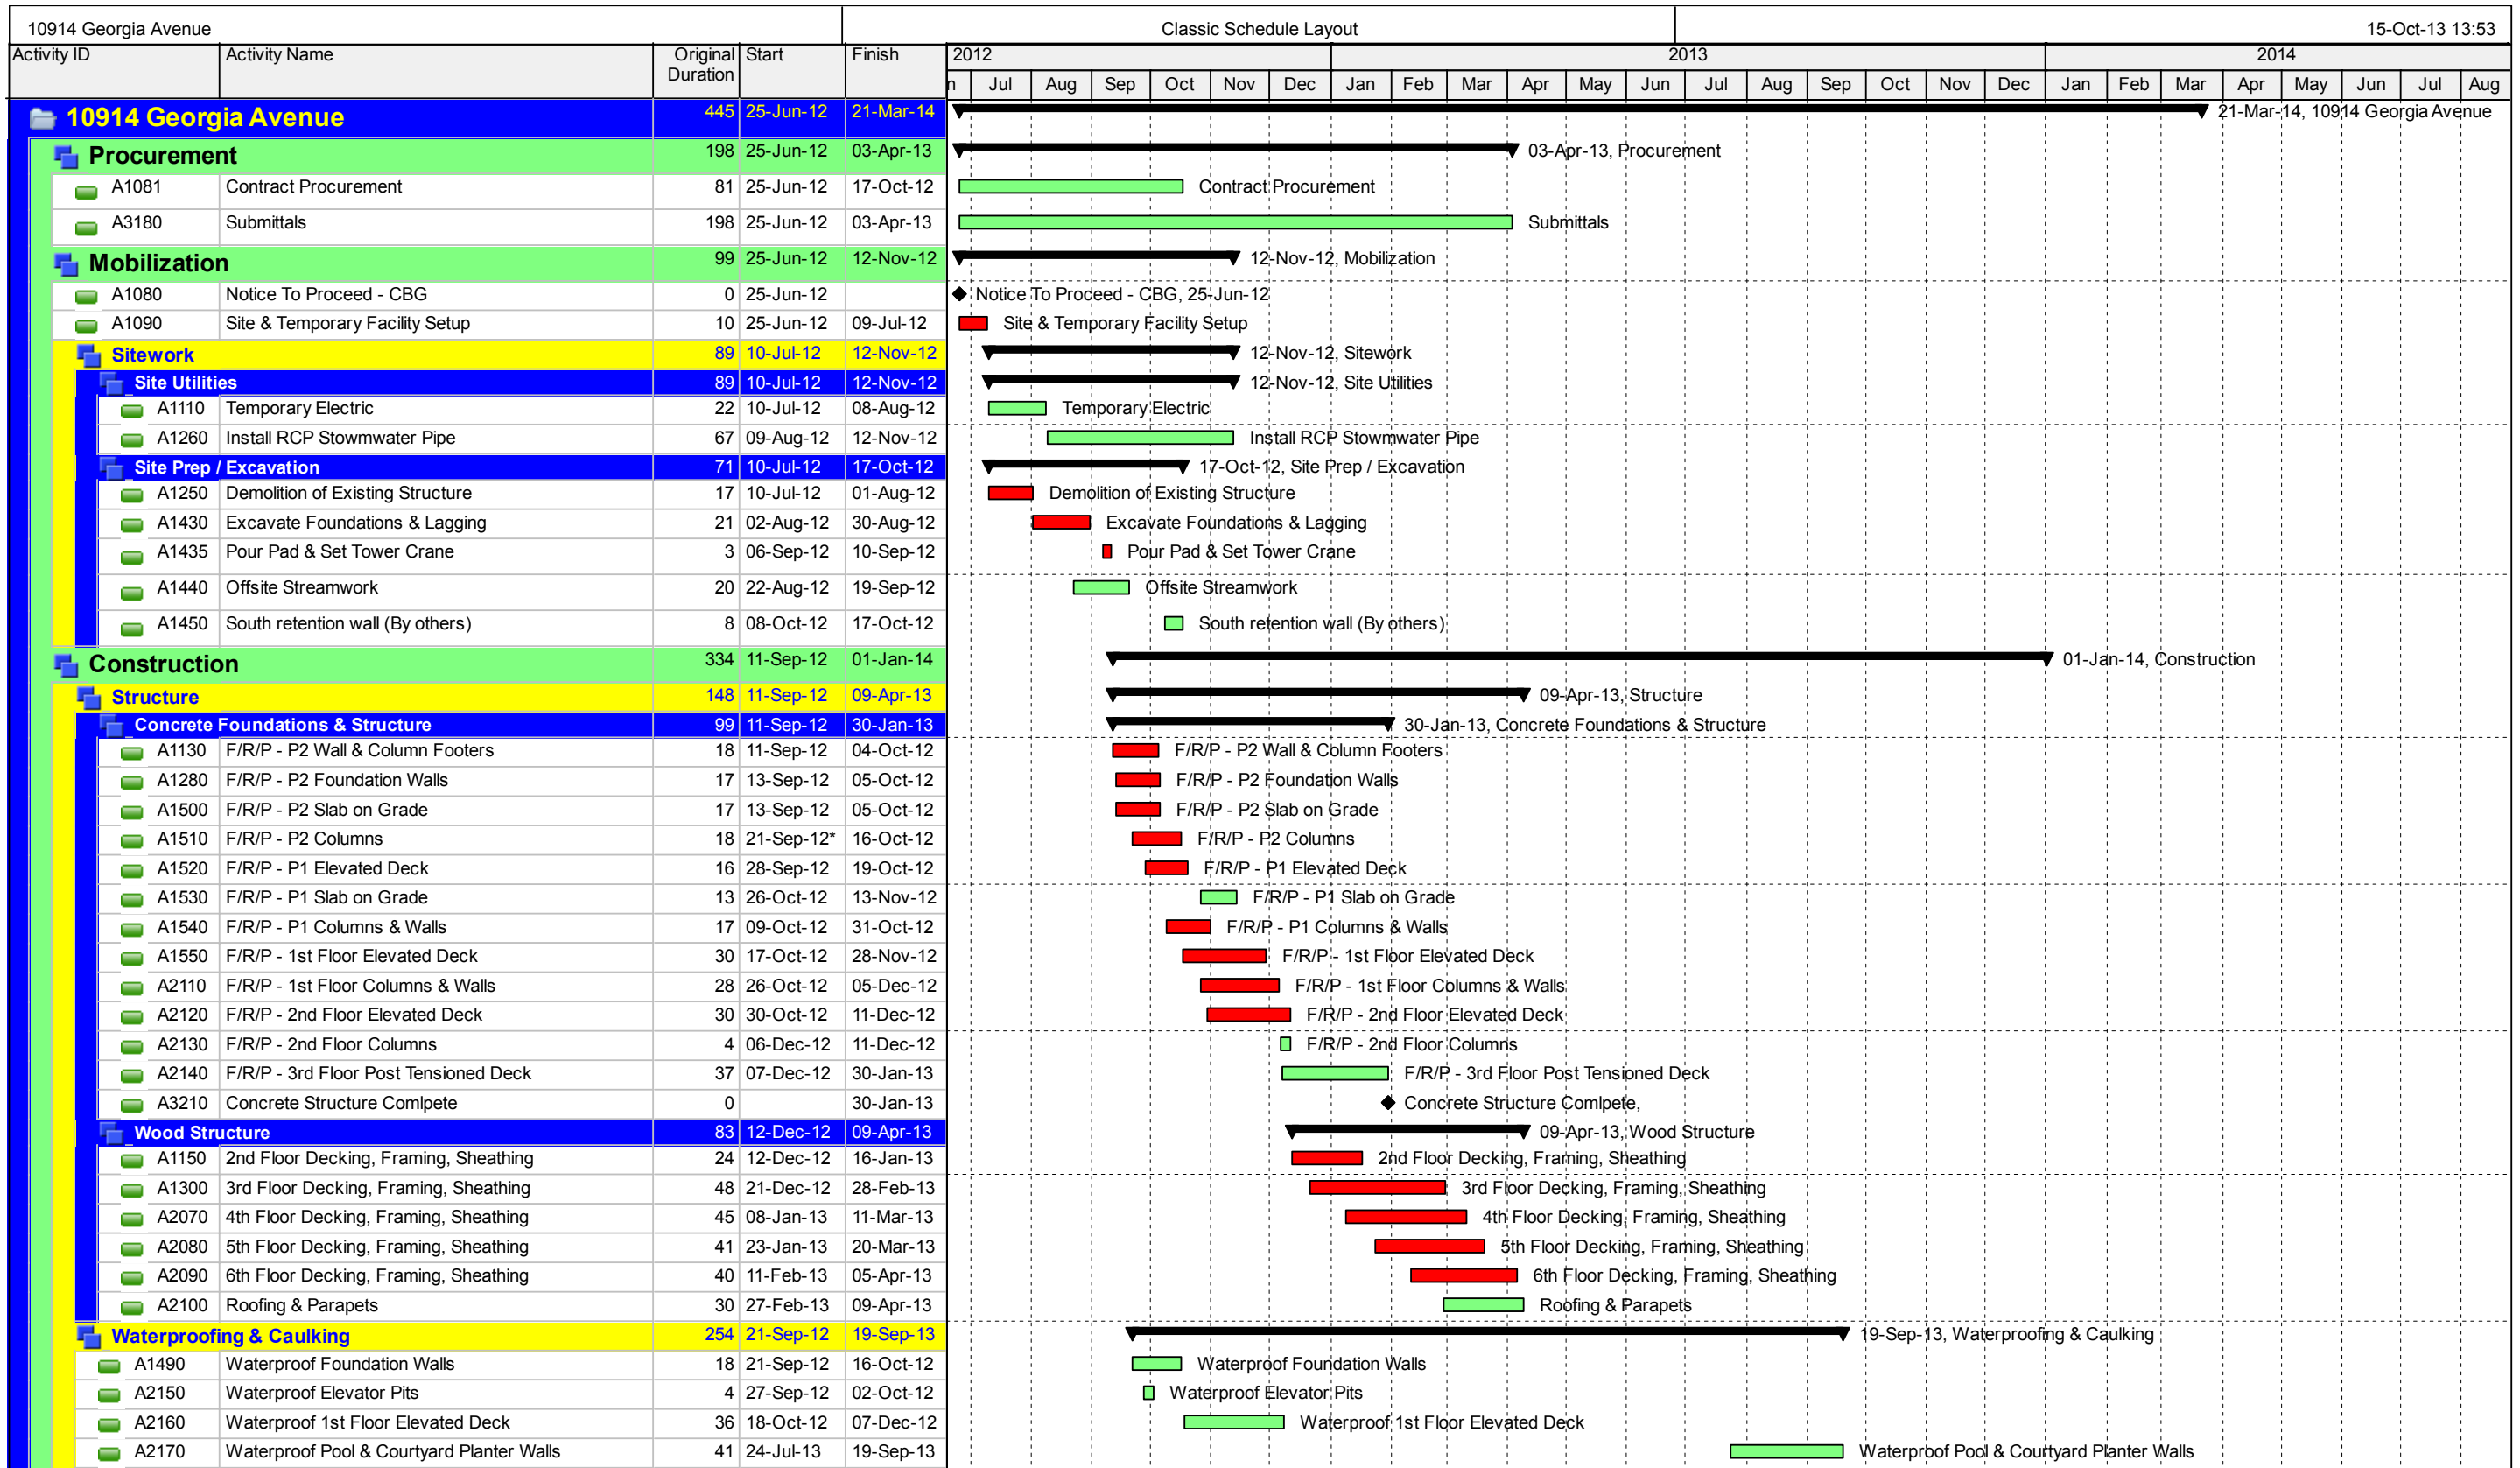 10914 Georgia Avenue Classic Schedule Layout 15-Oct-13 13:53
Activity ID Activity Name Original Duration Start Finish 2012 2013 2014
n Jul Aug Sep Oct Nov Dec Jan Feb Mar Apr May Jun Jul Aug Sep Oct Nov Dec Jan Feb Mar Apr May Jun Jul Aug
10914 Georgia Avenue 445 25-Jun-12 21-Mar-14 21-Mar-14, 10914 Georgia Avenue
Procurement 198 25-Jun-12 03-Apr-13 03-Apr-13, Procurement
A1081 Contract Procurement 81 25-Jun-12 17-Oct-12 Contract Procurement
A3180 Submittals 198 25-Jun-12 03-Apr-13 Submittals
Mobilization 99 25-Jun-12 12-Nov-12 12-Nov-12, Mobilization
A1080 Notice To Proceed - CBG 0 25-Jun-12 Notice To Proceed - CBG, 25-Jun-12
A1090 Site & Temporary Facility Setup 10 25-Jun-12 09-Jul-12 Site & Temporary Facility Setup
Sitework 89 10-Jul-12 12-Nov-12 12-Nov-12, Sitework
Site Utilities 89 10-Jul-12 12-Nov-12 12-Nov-12, Site Utilities
A1110 Temporary Electric 22 10-Jul-12 08-Aug-12 Temporary Electric
A1260 Install RCP Stowmwater Pipe 67 09-Aug-12 12-Nov-12 Install RCP Stowmwater Pipe
Site Prep / Excavation 71 10-Jul-12 17-Oct-12 17-Oct-12, Site Prep / Excavation
A1250 Demolition of Existing Structure 17 10-Jul-12 01-Aug-12 Demolition of Existing Structure
A1430 Excavate Foundations & Lagging 21 02-Aug-12 30-Aug-12 Excavate Foundations & Lagging
A1435 Pour Pad & Set Tower Crane 3 06-Sep-12 10-Sep-12 Pour Pad & Set Tower Crane
A1440 Offsite Streamwork 20 22-Aug-12 19-Sep-12 Offsite Streamwork
A1450 South retention wall (By others) 8 08-Oct-12 17-Oct-12 South retention wall (By others)
Construction 334 11-Sep-12 01-Jan-14 01-Jan-14, Construction
Structure 148 11-Sep-12 09-Apr-13 09-Apr-13, Structure
Concrete Foundations & Structure 99 11-Sep-12 30-Jan-13 30-Jan-13, Concrete Foundations & Structure
A1130 F/R/P - P2 Wall & Column Footers 18 11-Sep-12 04-Oct-12 F/R/P - P2 Wall & Column Footers
A1280 F/R/P - P2 Foundation Walls 17 13-Sep-12 05-Oct-12 F/R/P - P2 Foundation Walls
A1500 F/R/P - P2 Slab on Grade 17 13-Sep-12 05-Oct-12 F/R/P - P2 Slab on Grade
A1510 F/R/P - P2 Columns 18 21-Sep-12* 16-Oct-12 F/R/P - P2 Columns
A1520 F/R/P - P1 Elevated Deck 16 28-Sep-12 19-Oct-12 F/R/P - P1 Elevated Deck
A1530 F/R/P - P1 Slab on Grade 13 26-Oct-12 13-Nov-12 F/R/P - P1 Slab on Grade
A1540 F/R/P - P1 Columns & Walls 17 09-Oct-12 31-Oct-12 F/R/P - P1 Columns & Walls
A1550 F/R/P - 1st Floor Elevated Deck 30 17-Oct-12 28-Nov-12 F/R/P - 1st Floor Elevated Deck
A2110 F/R/P - 1st Floor Columns & Walls 28 26-Oct-12 05-Dec-12 F/R/P - 1st Floor Columns & Walls
A2120 F/R/P - 2nd Floor Elevated Deck 30 30-Oct-12 11-Dec-12 F/R/P - 2nd Floor Elevated Deck
A2130 F/R/P - 2nd Floor Columns 4 06-Dec-12 11-Dec-12 F/R/P - 2nd Floor Columns
A2140 F/R/P - 3rd Floor Post Tensioned Deck 37 07-Dec-12 30-Jan-13 F/R/P - 3rd Floor Post Tensioned Deck
A3210 Concrete Structure Comlpete 0 30-Jan-13 Concrete Structure Comlpete,
Wood Structure 83 12-Dec-12 09-Apr-13 09-Apr-13, Wood Structure
A1150 2nd Floor Decking, Framing, Sheathing 24 12-Dec-12 16-Jan-13 2nd Floor Decking, Framing, Sheathing
A1300 3rd Floor Decking, Framing, Sheathing 48 21-Dec-12 28-Feb-13 3rd Floor Decking, Framing, Sheathing
A2070 4th Floor Decking, Framing, Sheathing 45 08-Jan-13 11-Mar-13 4th Floor Decking, Framing, Sheathing
A2080 5th Floor Decking, Framing, Sheathing 41 23-Jan-13 20-Mar-13 5th Floor Decking, Framing, Sheathing
A2090 6th Floor Decking, Framing, Sheathing 40 11-Feb-13 05-Apr-13 6th Floor Decking, Framing, Sheathing
A2100 Roofing & Parapets 30 27-Feb-13 09-Apr-13 Roofing & Parapets
Waterproofing & Caulking 254 21-Sep-12 19-Sep-13 19-Sep-13, Waterproofing & Caulking
A1490 Waterproof Foundation Walls 18 21-Sep-12 16-Oct-12 Waterproof Foundation Walls
A2150 Waterproof Elevator Pits 4 27-Sep-12 02-Oct-12 Waterproof Elevator Pits
A2160 Waterproof 1st Floor Elevated Deck 36 18-Oct-12 07-Dec-12 Waterproof 1st Floor Elevated Deck
A2170 Waterproof Pool & Courtyard Planter Walls 41 24-Jul-13 19-Sep-13 Waterproof Pool & Courtyard Planter Walls